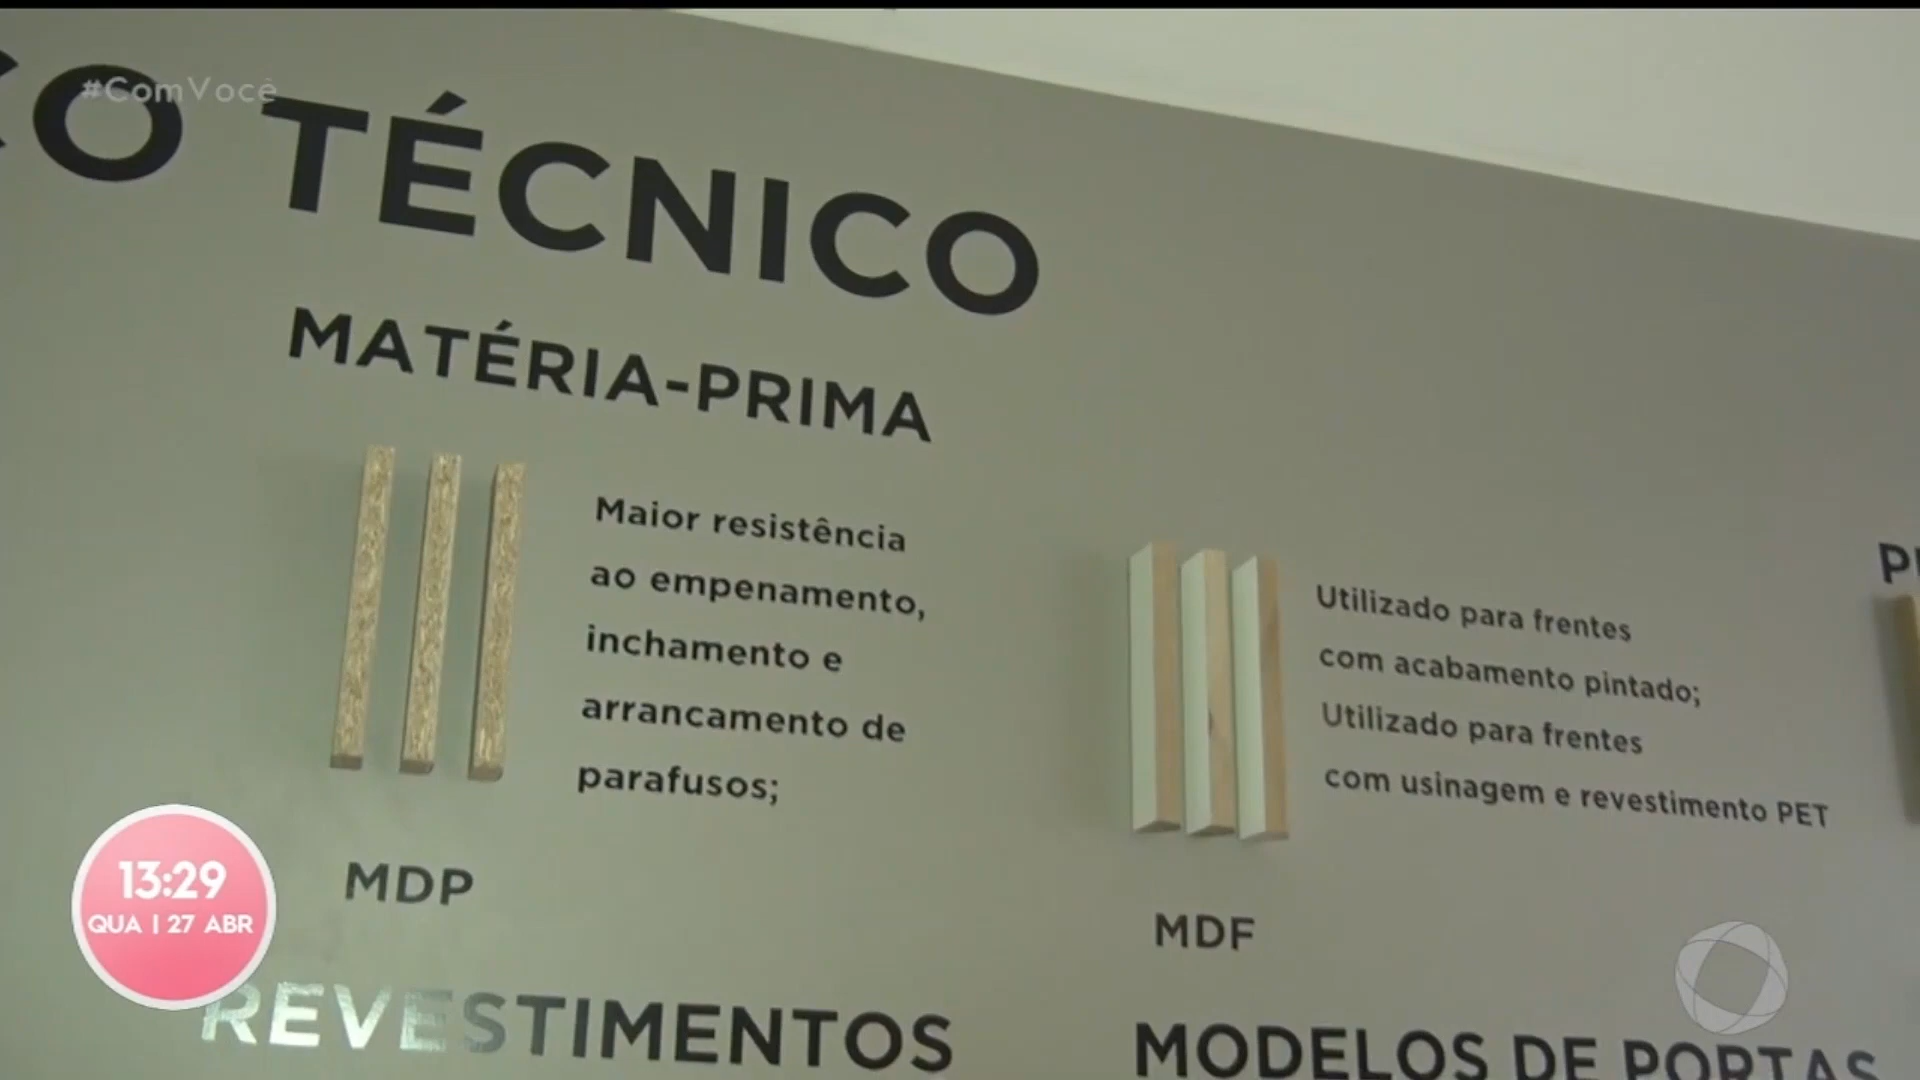 #ComVocê
ÇO TÉCNICO
MATÉRIA-PRIMA
Maior resistência
ao empenamento,
inchamento e
arrancamento de
parafusos;
MDP
Utilizado para frentes
com acabamento pintado;
Utilizado para frentes
com usinagem e revestimento PET
MDF
13:29
QUA | 27 ABR
REVESTIMENTOS
MODELOS DE PORTAS